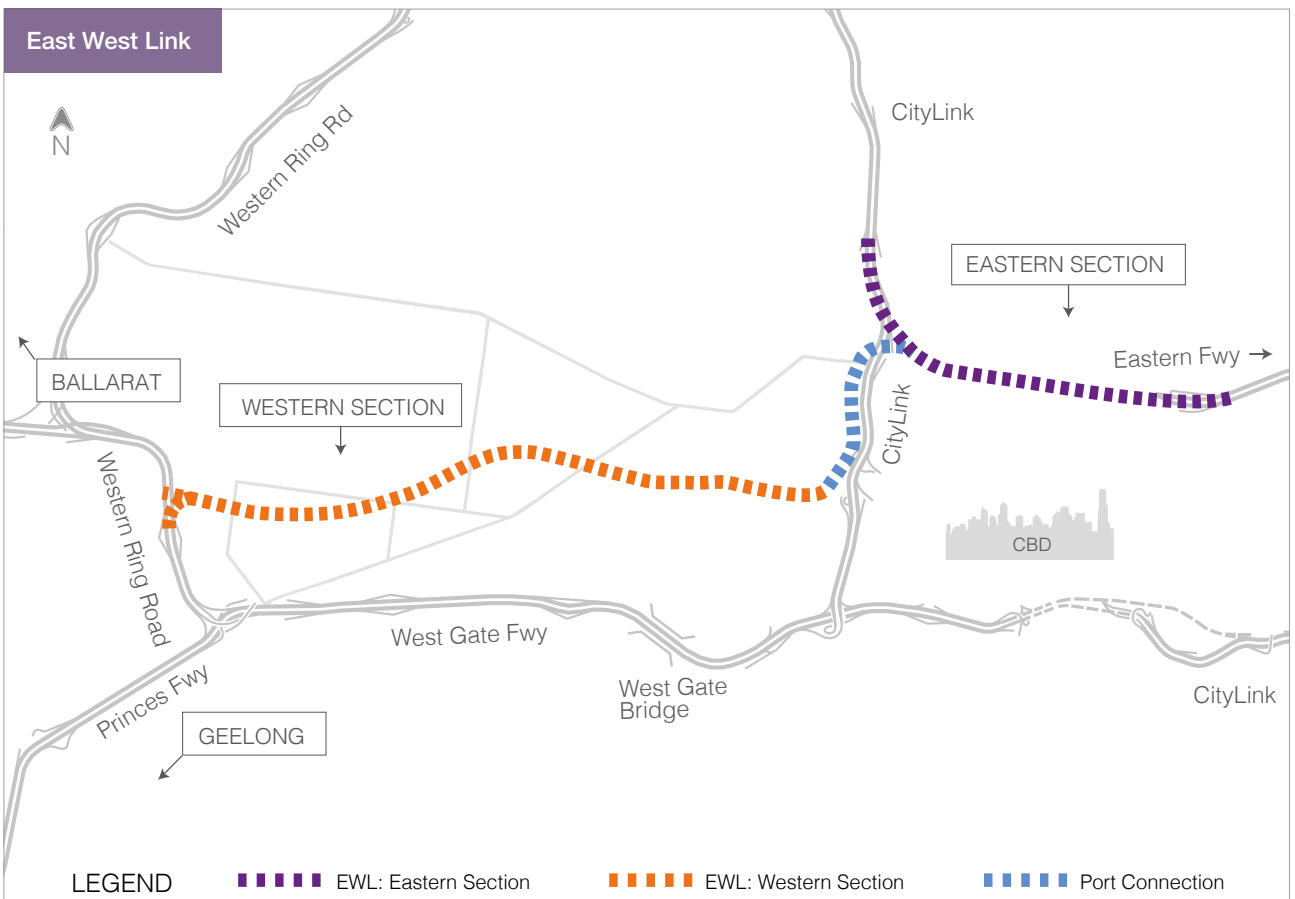 East West Link
N
Western Ring Rd
CityLink
EASTERN SECTION
Eastern Fwy
BALLARAT
WESTERN SECTION
CityLink
Western Ring Road
CBD
West Gate Fwy
West Gate
Bridge
Princes Fwy
CityLink
GEELONG
LEGEND
EWL: Eastern Section
EWL: Western Section
Port Connection